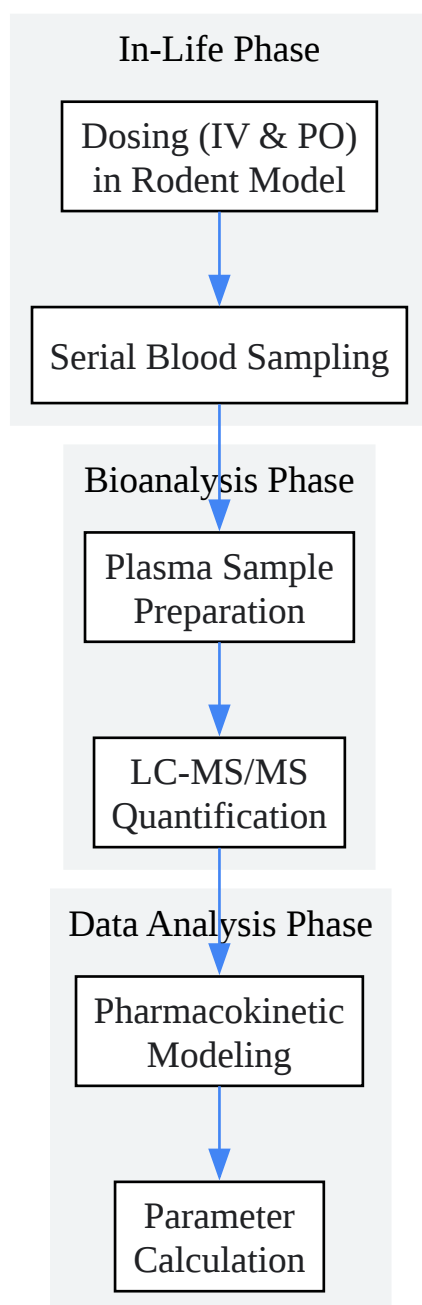 In-Life Phase
Dosing (IV & PO)
in Rodent Model
Serial Blood Sampling
Bioanalysis Phase
Plasma Sample
Preparation
LC-MS/MS
Quantification
Data Analysis Phase
Pharmacokinetic
Modeling
Parameter
Calculation